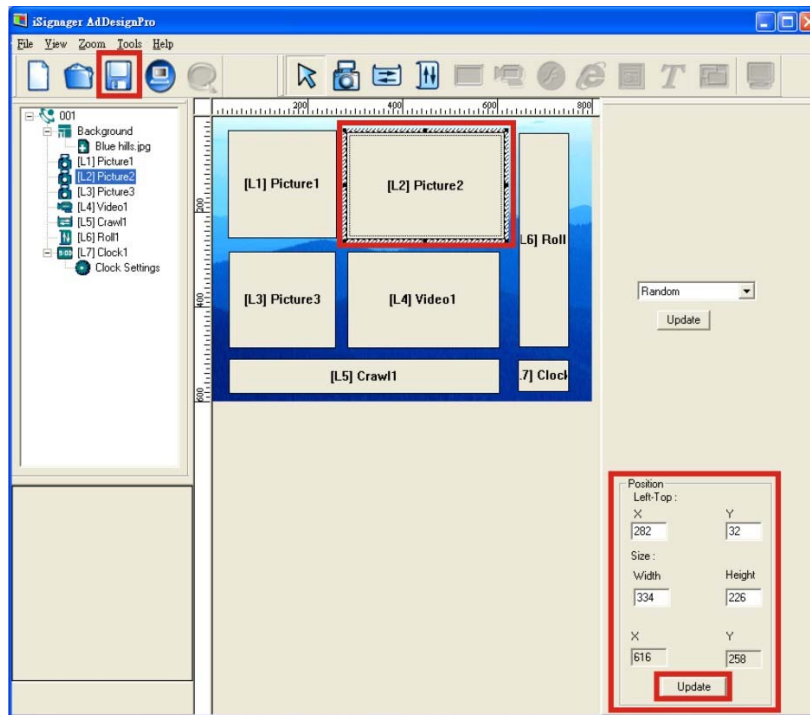 iSignager AdDesignPro
File View Zoom Tools Help
200 400 600 800
001
Background
Blue hills.jpg
[L1] Picture1
[L2] Picture2
[L3] Picture3
[L4] Video1
[L5] Crawl1
[L6] Roll1
[L7] Clock1
Clock Settings
200
400
600
[L1] Picture1
[L2] Picture2
L6] Roll
[L3] Picture3
[L4] Video1
[L5] Crawl1
.7] Clock
Random
Update
Position
Left-Top :
X Y
282 32
Size :
Width Height
334 226
X Y
616 258
Update